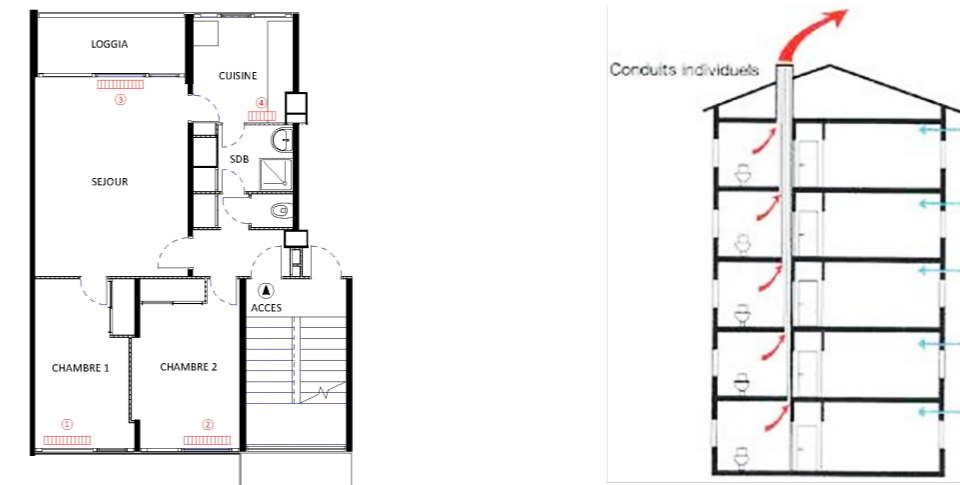 LOGGIA
CUISINE
③
④
SDB
SEJOUR
ACCES
CHAMBRE 1
CHAMBRE 2
①
②
Conduits individuels